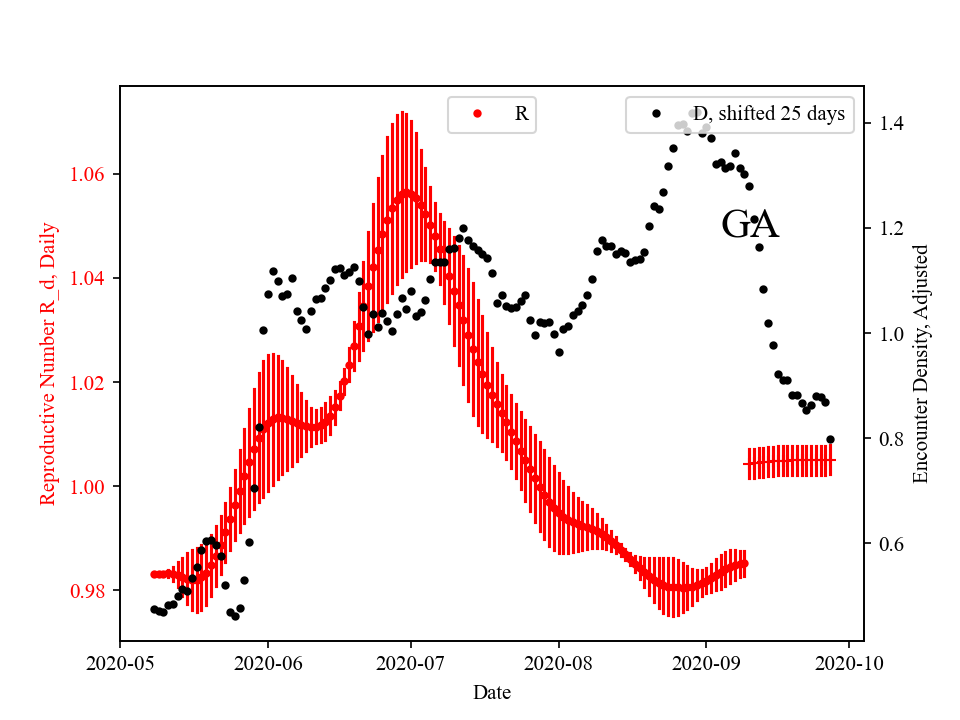 R
D, shifted 25 days
GA
1.06
1.04
1.02
1.00
0.98
Reproductive Number R_d, Daily
1.4
1.2
1.0
0.8
0.6
Encounter Density, Adjusted
2020-05
2020-06
2020-07
2020-08
2020-09
2020-10
Date